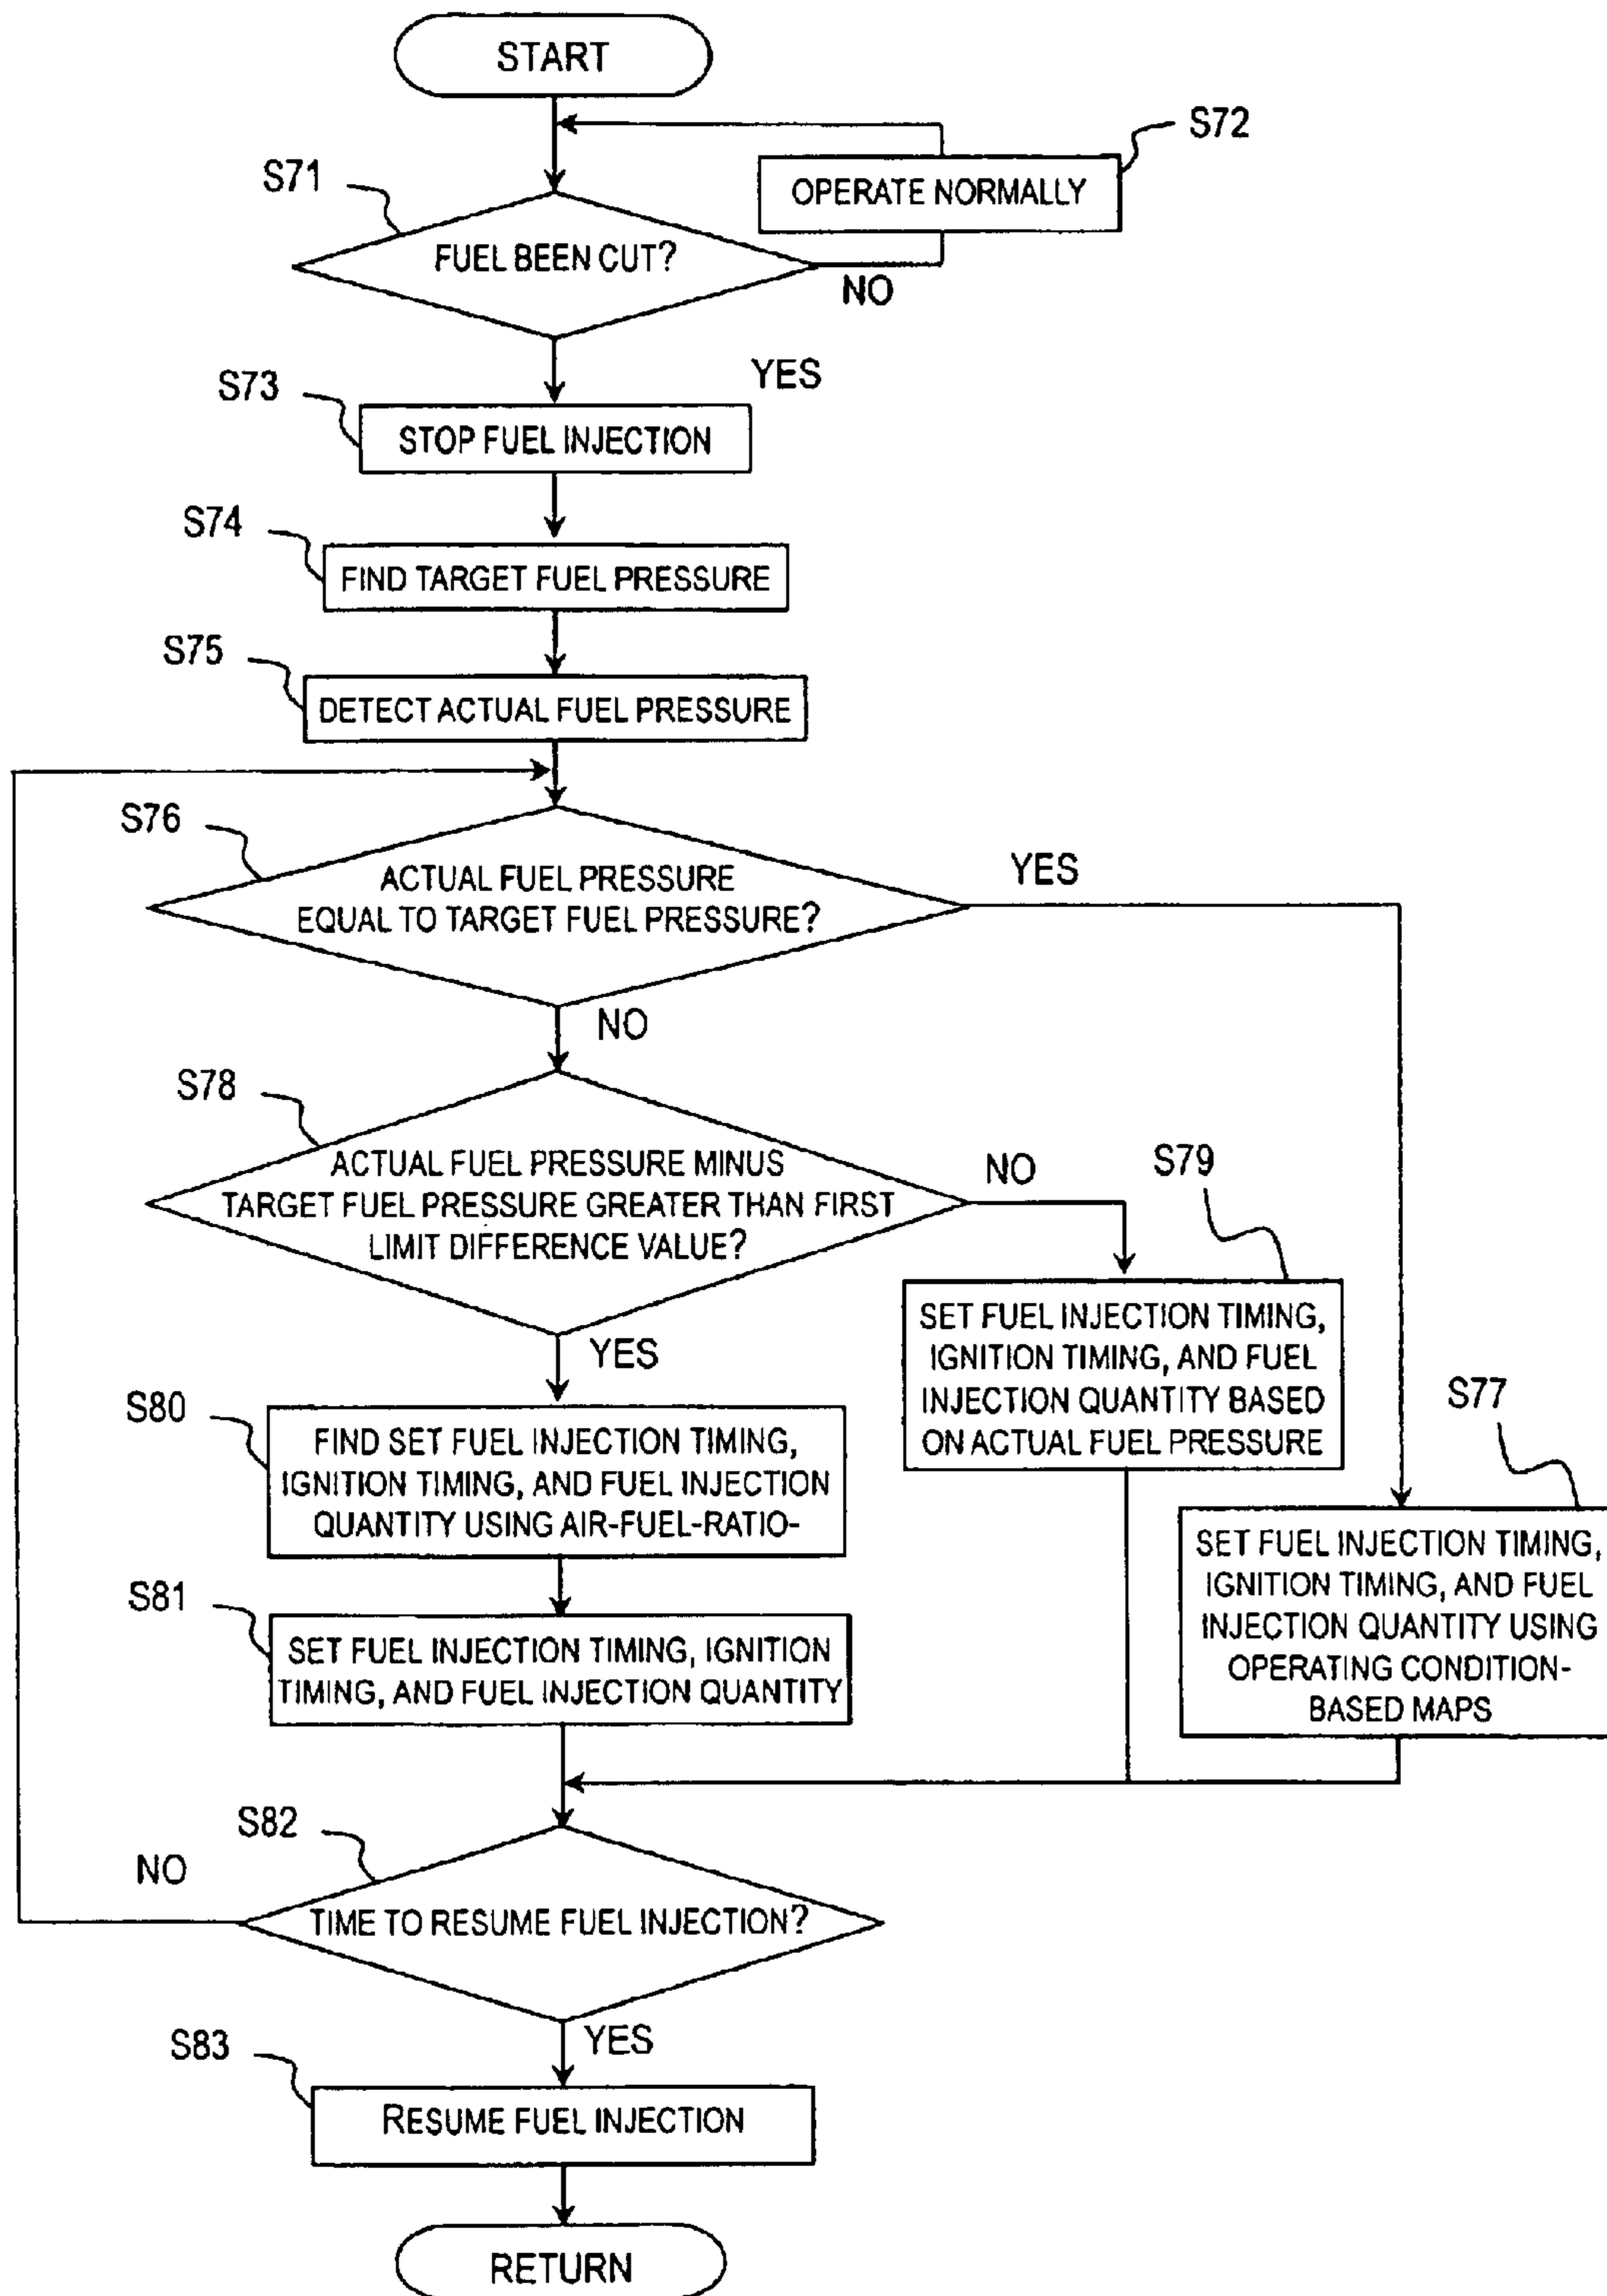 START
S72
OPERATE NORMALLY
S71
FUEL BEEN CUT?
NO
YES
S73
STOP FUEL INJECTION
S74
FIND TARGET FUEL PRESSURE
S75
DETECT ACTUAL FUEL PRESSURE
S76
ACTUAL FUEL PRESSURE
EQUAL TO TARGET FUEL PRESSURE?
YES
NO
S78
ACTUAL FUEL PRESSURE MINUS
TARGET FUEL PRESSURE GREATER THAN FIRST
LIMIT DIFFERENCE VALUE?
NO
YES
S79
SET FUEL INJECTION TIMING,
IGNITION TIMING, AND FUEL
INJECTION QUANTITY BASED
ON ACTUAL FUEL PRESSURE
S77
SET FUEL INJECTION TIMING,
IGNITION TIMING, AND FUEL
INJECTION QUANTITY USING
OPERATING CONDITION-
BASED MAPS
S80
FIND SET FUEL INJECTION TIMING,
IGNITION TIMING, AND FUEL INJECTION
QUANTITY USING AIR-FUEL-RATIO-
S81
SET FUEL INJECTION TIMING, IGNITION
TIMING, AND FUEL INJECTION QUANTITY
S82
NO
TIME TO RESUME FUEL INJECTION?
YES
S83
RESUME FUEL INJECTION
RETURN